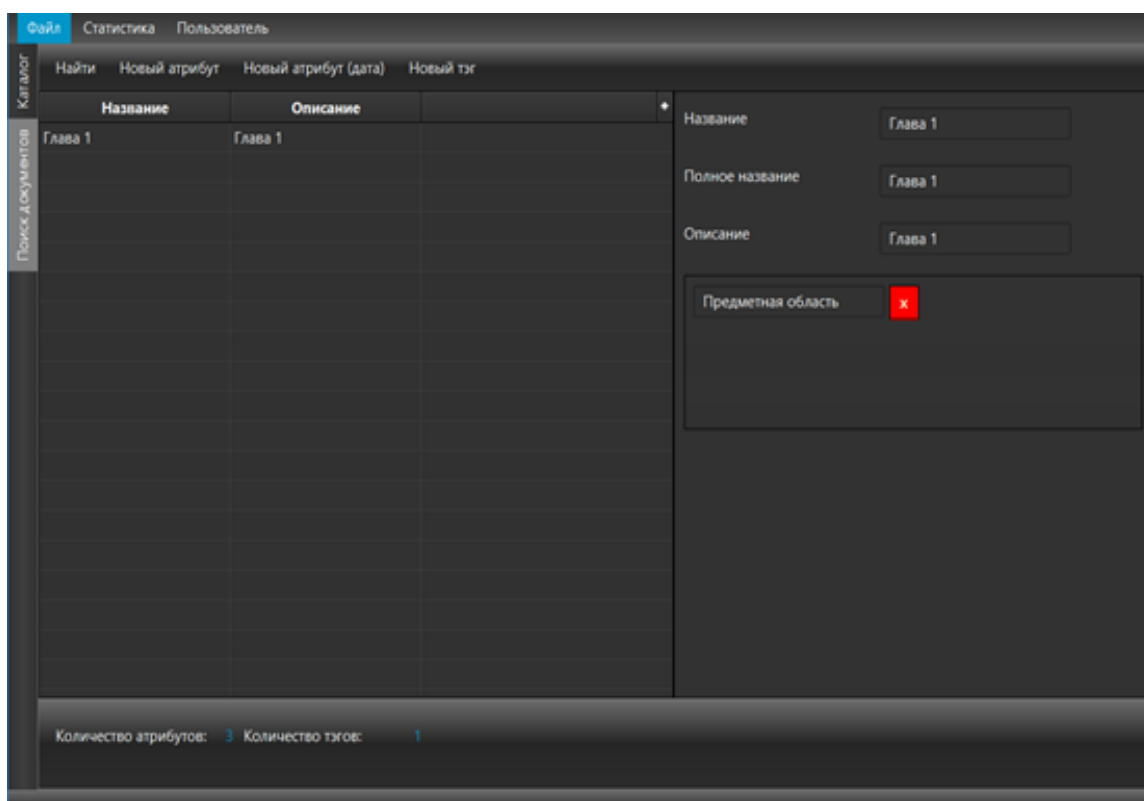 Файл Статистика Пользователь
Каталог
Поиск документов
Найти Новый атрибут Новый атрибут (дата) Новый тэг
Название Описание +
Глава 1 Глава 1
Название Глава 1
Полное название Глава 1
Описание Глава 1
Предметная область x
Количество атрибутов: 3 Количество тэгов: 1